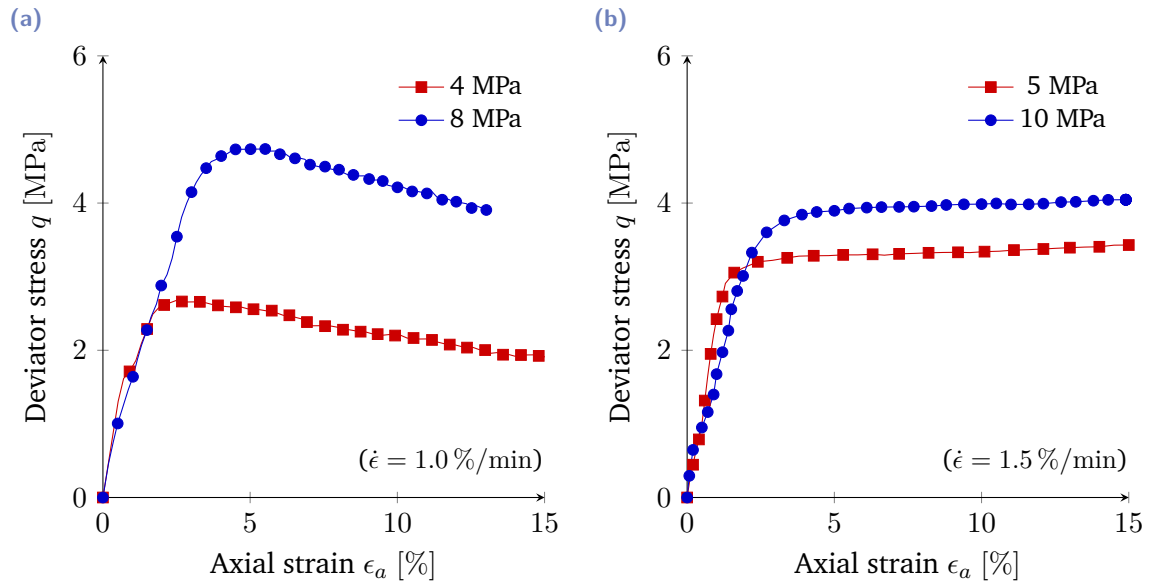 (a)
6
4
2
0
0
5
10
15
Deviator stress q [MPa]
Axial strain ϵₐ [%]
4 MPa
8 MPa
(ϵ̇ = 1.0 %/min)
(b)
6
4
2
0
0
5
10
15
Deviator stress q [MPa]
Axial strain ϵₐ [%]
5 MPa
10 MPa
(ϵ̇ = 1.5 %/min)